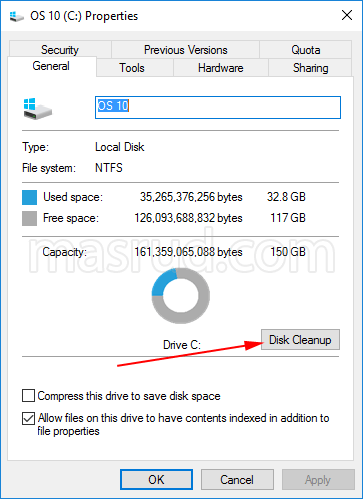 OS 10 (C:) Properties
Security Previous Versions Quota
General Tools Hardware Sharing
OS 10
Type: Local Disk
File system: NTFS
Used space: 35,265,376,256 bytes 32.8 GB
Free space: 126,093,688,832 bytes 117 GB
masrud.com
Capacity: 161,359,065,088 bytes 150 GB
Drive C: Disk Cleanup
Compress this drive to save disk space
Allow files on this drive to have contents indexed in addition to
file properties
OK Cancel Apply